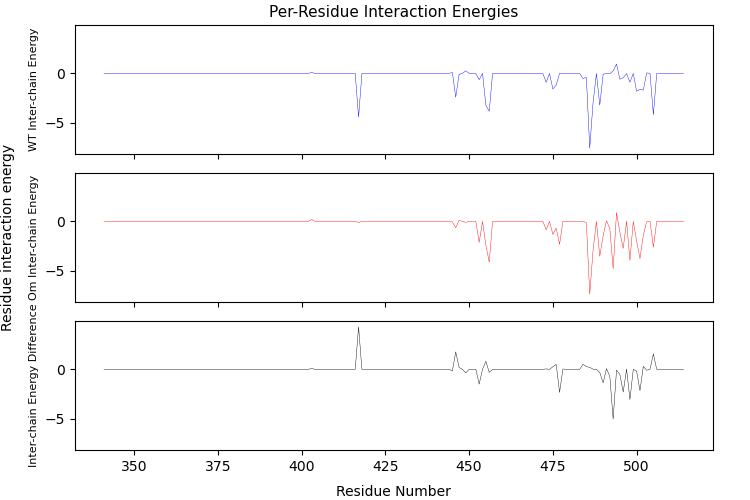 Per-Residue Interaction Energies
Residue interaction energy
WT Inter-chain Energy
0
−5
Om Inter-chain Energy
0
−5
Inter-chain Energy Difference
0
−5
350
375
400
425
450
475
500
Residue Number